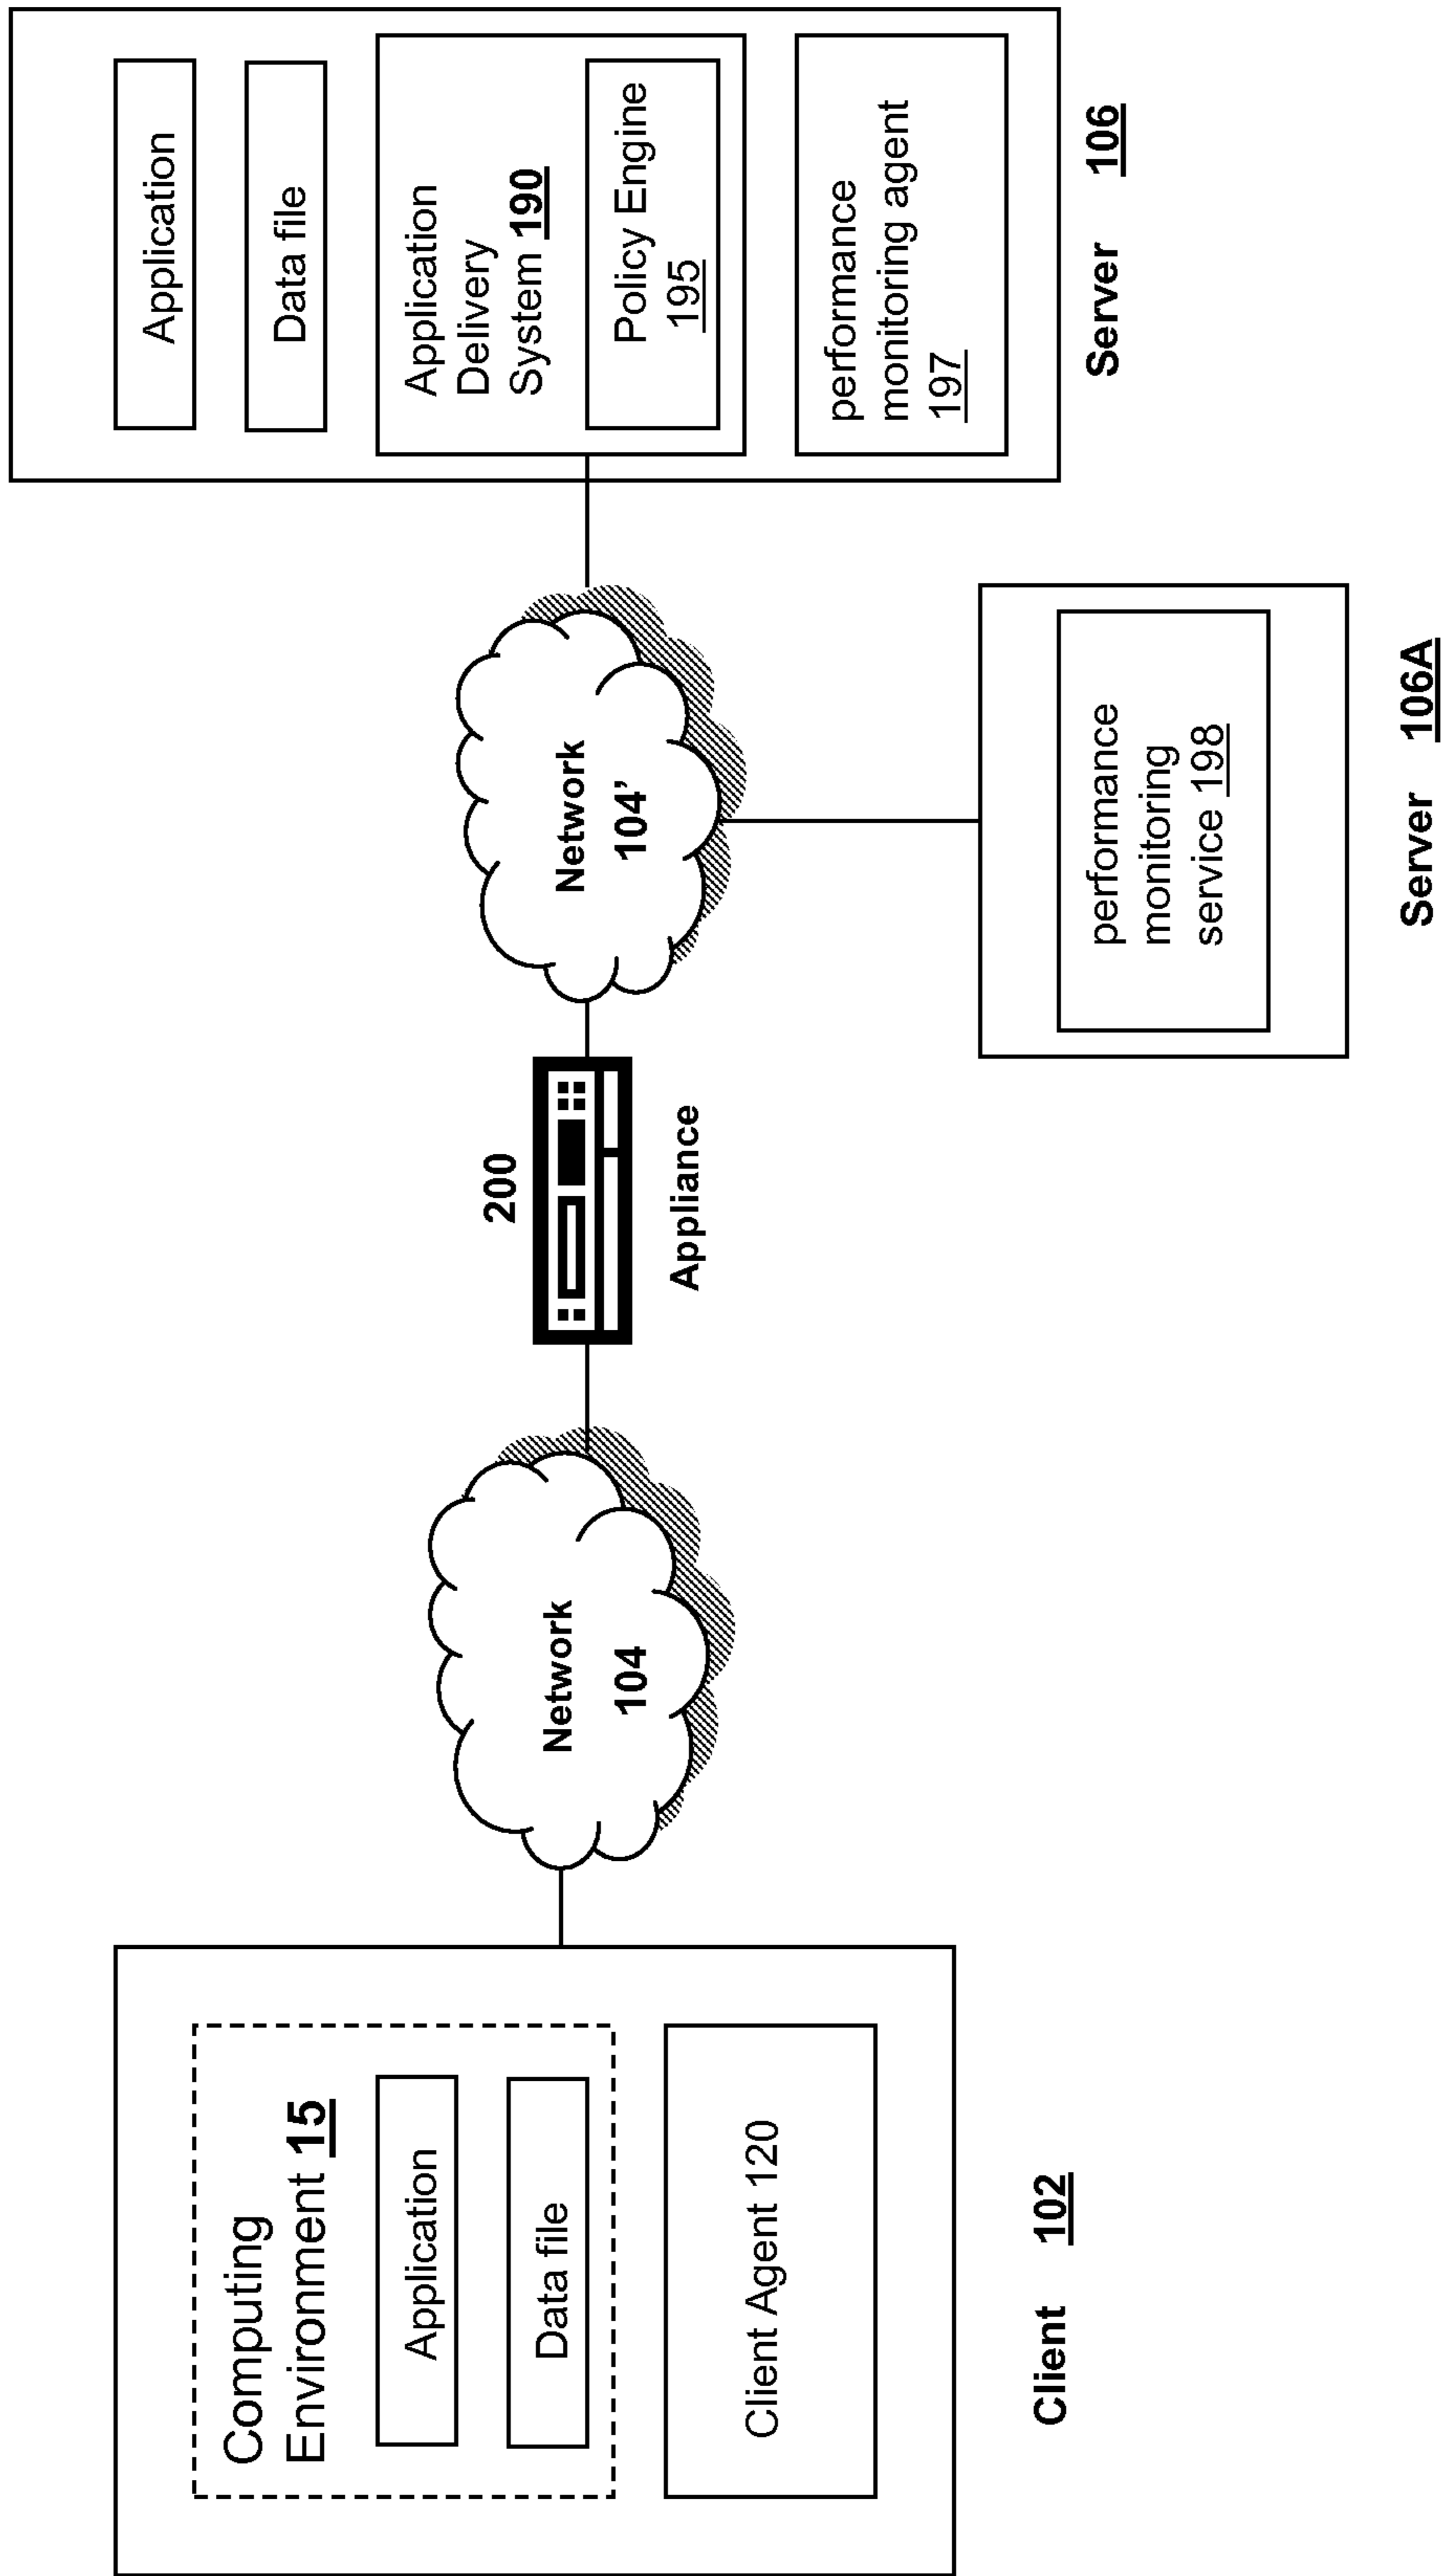 Computing
Environment 15
Application
Data file
Client Agent 120
Client 102
Network
104
200
Appliance
Network
104’
performance
monitoring
service 198
Server 106A
Application
Data file
Application
Delivery
System 190
Policy Engine
195
performance
monitoring agent
197
Server 106